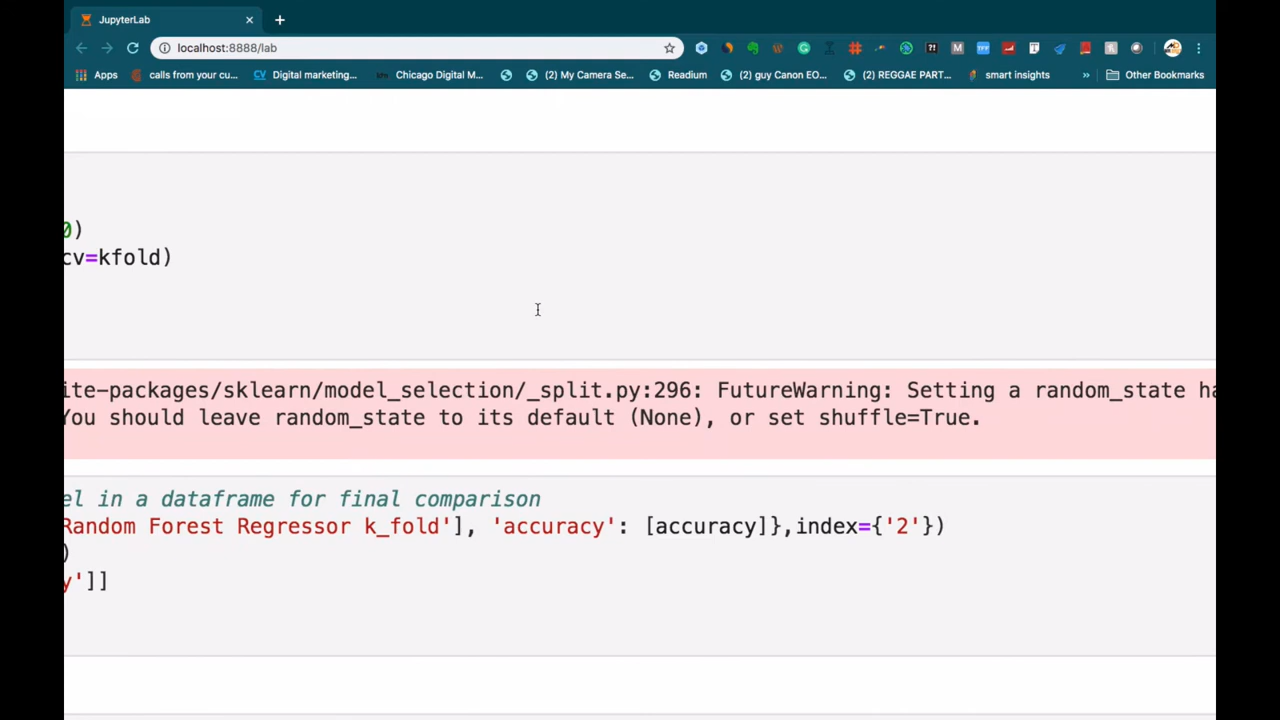 JupyterLab
localhost:8888/lab
Apps calls from your cu... CV Digital marketing... Chicago Digital M... (2) My Camera Se... Readium (2) guy Canon EO... (2) REGGAE PART... smart insights » Other Bookmarks
0)
cv=kfold)
ite-packages/sklearn/model_selection/_split.py:296: FutureWarning: Setting a random_state ha
You should leave random_state to its default (None), or set shuffle=True.
el in a dataframe for final comparison
Random Forest Regressor k_fold'], 'accuracy': [accuracy]},index={'2'})
)
y']]